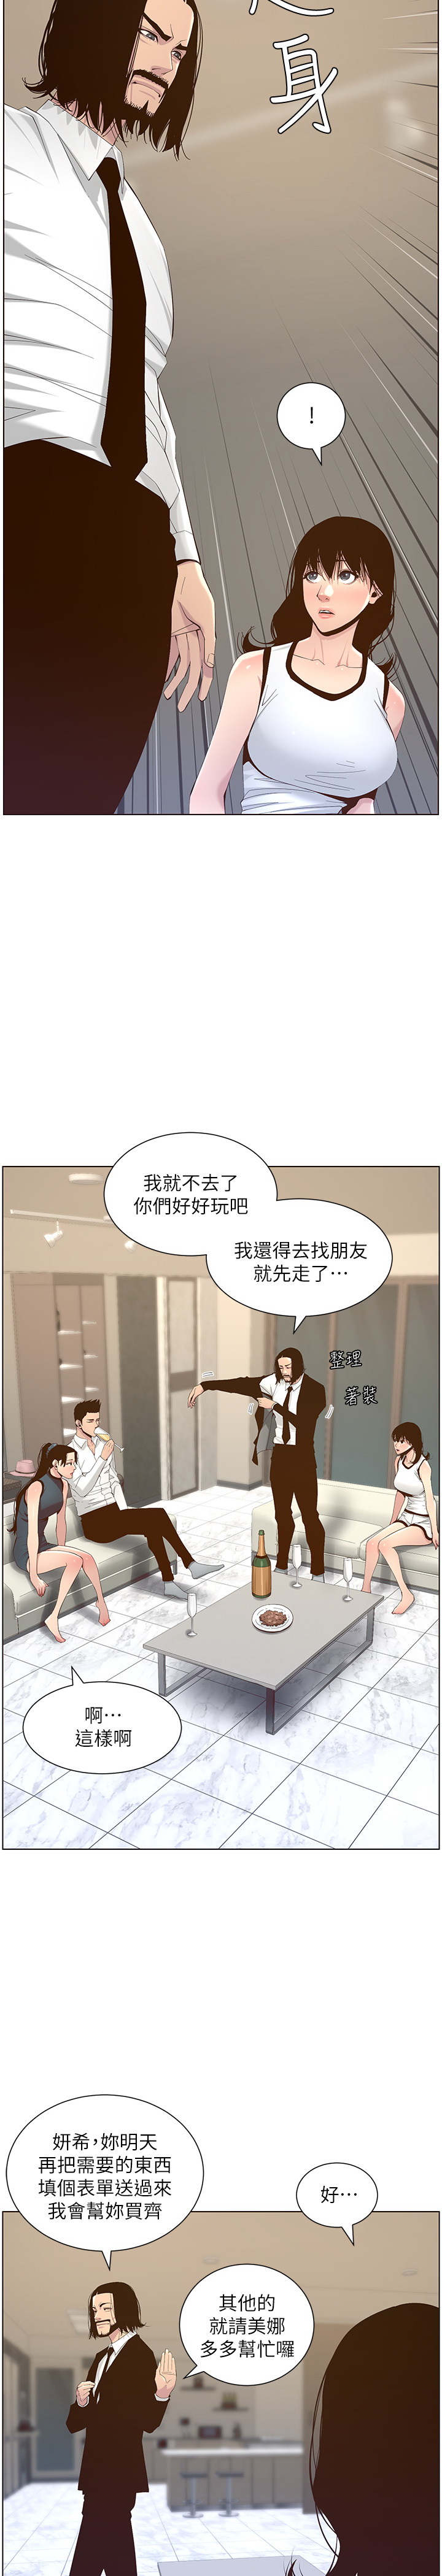 身
！
我就不去了
你們好好玩吧
我還得去找朋友
就先走了…
整理
著裝
啊…
這樣啊
妍希，妳明天
再把需要的東西
填個表單送過來
我會幫妳買齊
好…
其他的
就請美娜
多多幫忙囉